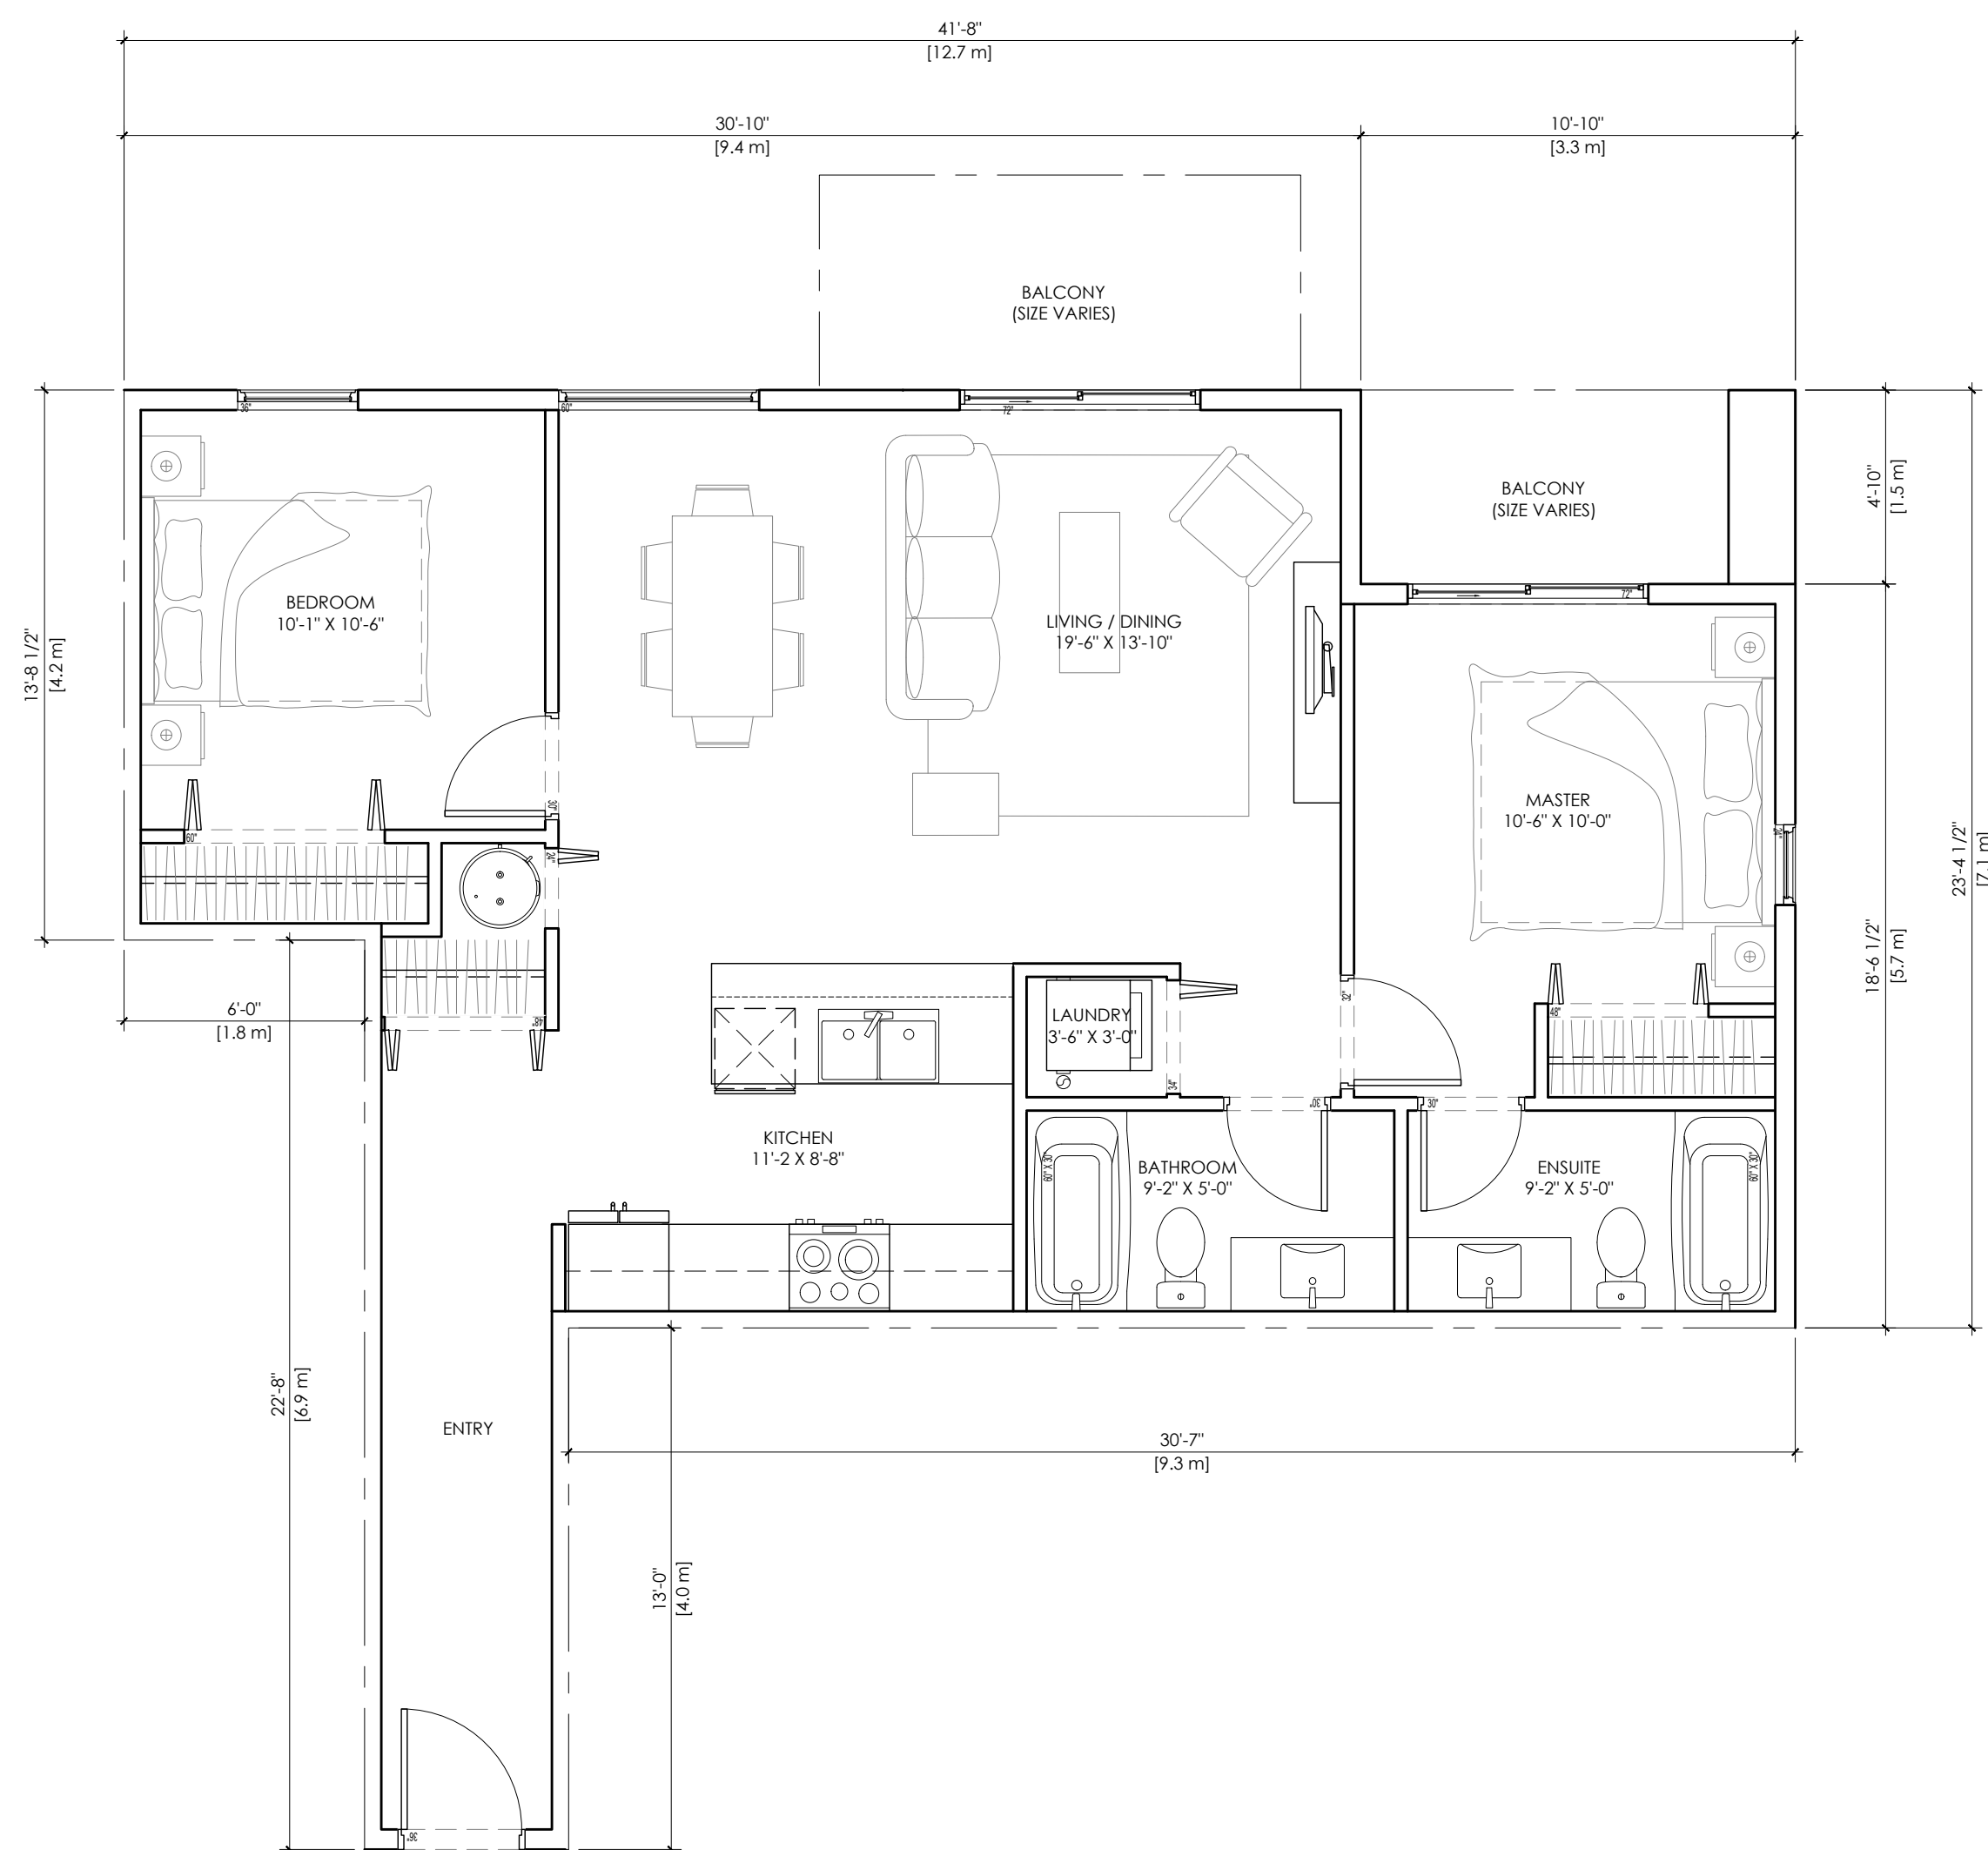 41'-8"
[12.7 m]
30'-10"
[9.4 m]
10'-10"
[3.3 m]
BALCONY
(SIZE VARIES)
36"
60"
72"
BALCONY
(SIZE VARIES)
4'-10"
[1.5 m]
72"
BEDROOM
10'-1" X 10'-6"
LIVING / DINING
19'-6" X 13'-10"
13'-8 1/2"
[4.2 m]
MASTER
10'-6" X 10'-0"
30"
60"
24"
24"
23'-4 1/2"
[7.1 m]
18'-6 1/2"
[5.7 m]
6'-0"
[1.8 m]
48"
LAUNDRY
3'-6" X 3'-0"
32"
48"
34"
30"
30"
KITCHEN
11'-2 X 8'-8"
60" X 30"
BATHROOM
9'-2" X 5'-0"
ENSUITE
9'-2" X 5'-0"
60" X 30"
22'-8"
[6.9 m]
ENTRY
30'-7"
[9.3 m]
13'-0"
[4.0 m]
36"